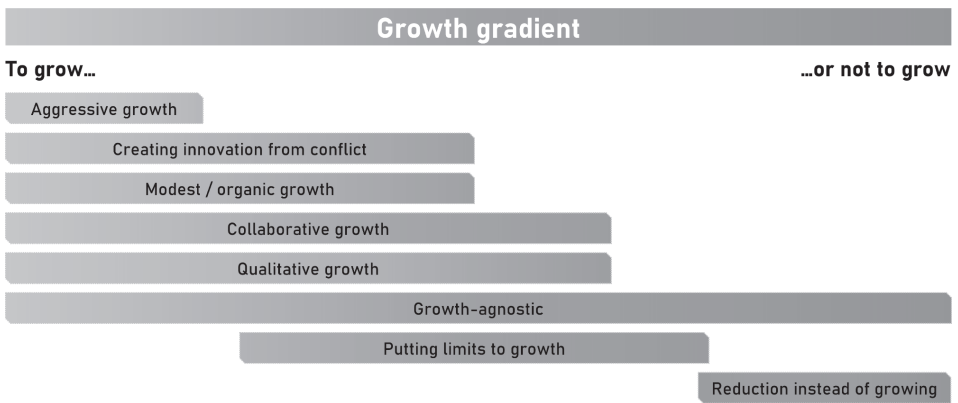 Growth gradient
To grow...
...or not to grow
Aggressive growth
Creating innovation from conflict
Modest / organic growth
Collaborative growth
Qualitative growth
Growth-agnostic
Putting limits to growth
Reduction instead of growing